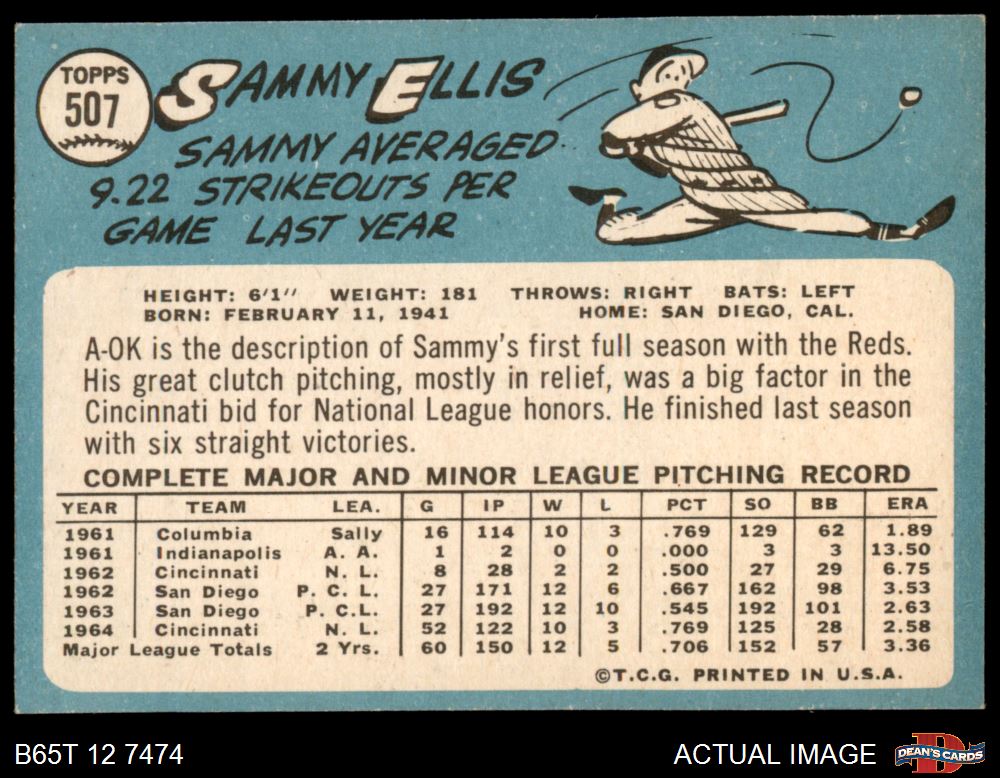 TOPPS
507
SAMMY ELLIS
SAMMY AVERAGED
9.22 STRIKEOUTS PER
GAME LAST YEAR
HEIGHT: 6'1" WEIGHT: 181 THROWS: RIGHT BATS: LEFT
BORN: FEBRUARY 11, 1941 HOME: SAN DIEGO, CAL.
A-OK is the description of Sammy's first full season with the Reds.
His great clutch pitching, mostly in relief, was a big factor in the
Cincinnati bid for National League honors. He finished last season
with six straight victories.
COMPLETE MAJOR AND MINOR LEAGUE PITCHING RECORD
YEAR TEAM LEA. G IP W L PCT SO BB ERA
1961 Columbia Sally 16 114 10 3 .769 129 62 1.89
1961 Indianapolis A. A. 1 2 0 0 .000 3 3 13.50
1962 Cincinnati N. L. 8 28 2 2 .500 27 29 6.75
1962 San Diego P. C. L. 27 171 12 6 .667 162 98 3.53
1963 San Diego P.C.L. 27 192 12 10 .545 192 101 2.63
1964 Cincinnati N. L. 52 122 10 3 .769 125 28 2.58
Major League Totals 2 Yrs. 60 150 12 5 .706 152 57 3.36
©T.C.G. PRINTED IN U.S.A.
B65T 12 7474 ACTUAL IMAGE DEAN'S CARDS